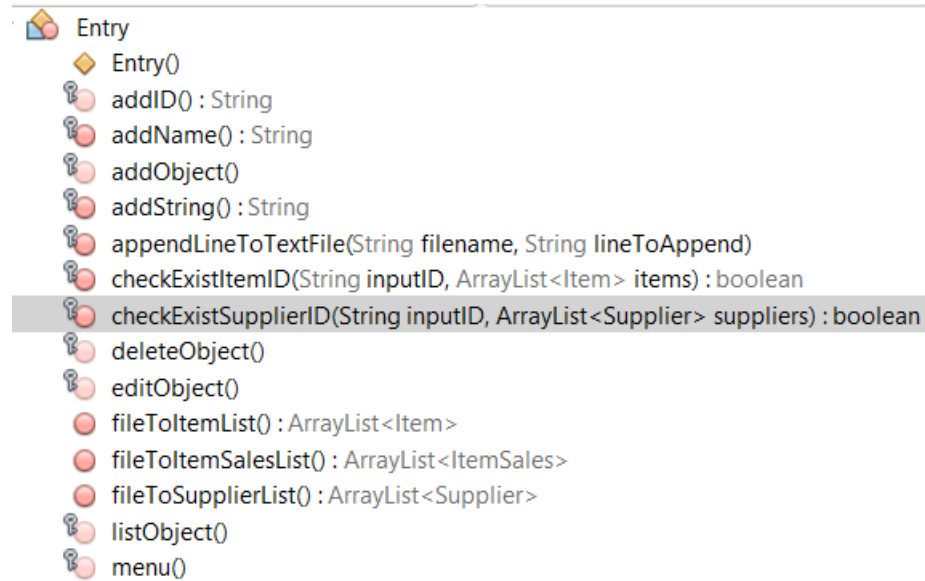 Entry
Entry()
addID() : String
addName() : String
addObject()
addString() : String
appendLineToTextFile(String filename, String lineToAppend)
checkExistItemID(String inputID, ArrayList<Item> items) : boolean
checkExistSupplierID(String inputID, ArrayList<Supplier> suppliers) : boolean
deleteObject()
editObject()
fileToItemList() : ArrayList<Item>
fileToItemSalesList() : ArrayList<ItemSales>
fileToSupplierList() : ArrayList<Supplier>
listObject()
menu()